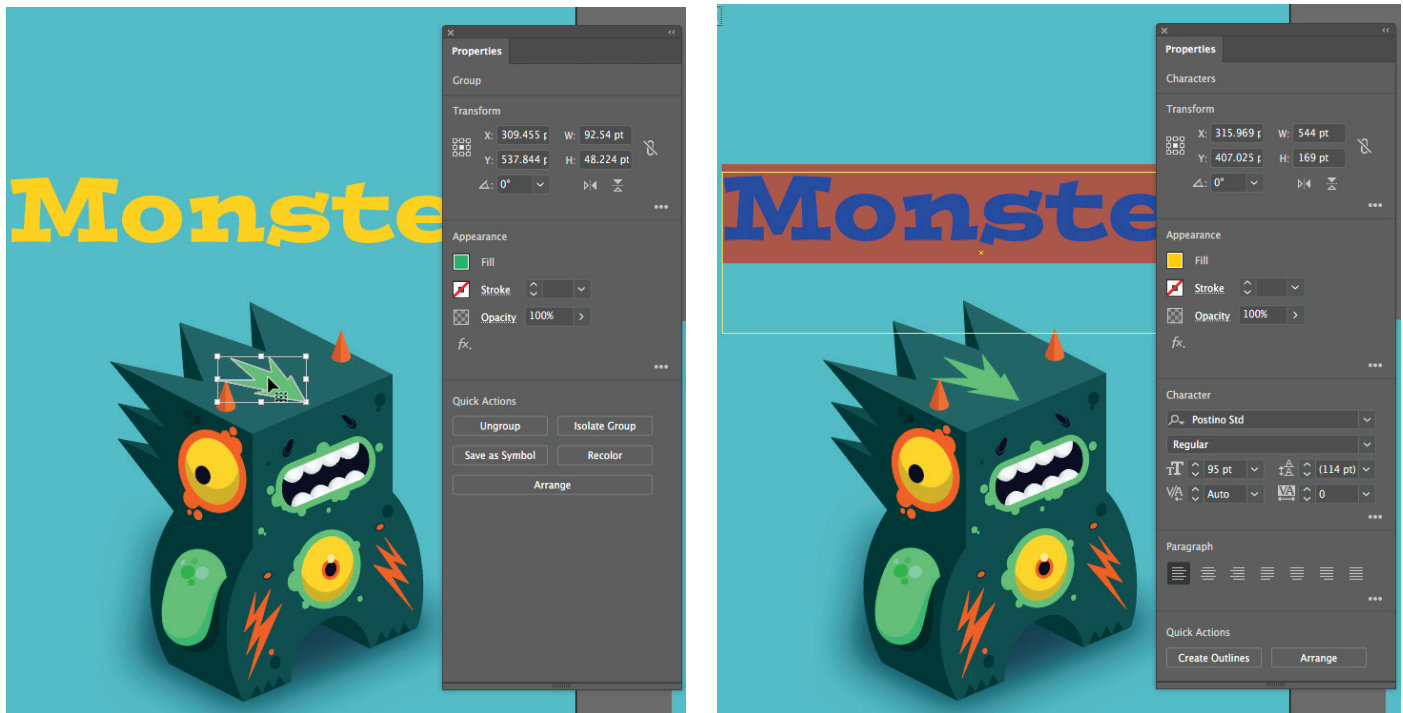 Properties
Group
Transform
X: 309.455 p W: 92.54 pt
Y: 537.844 p H: 48.224 pt
0°
Appearance
Fill
Stroke
Opacity 100%
fx.
Quick Actions
Ungroup Isolate Group
Save as Symbol Recolor
Arrange
Monste
Properties
Characters
Transform
X: 315.969 p W: 544 pt
Y: 407.025 p H: 169 pt
0°
Appearance
Fill
Stroke
Opacity 100%
fx.
Character
Postino Std
Regular
95 pt (114 pt)
Auto 0
Paragraph
Quick Actions
Create Outlines Arrange
Monste